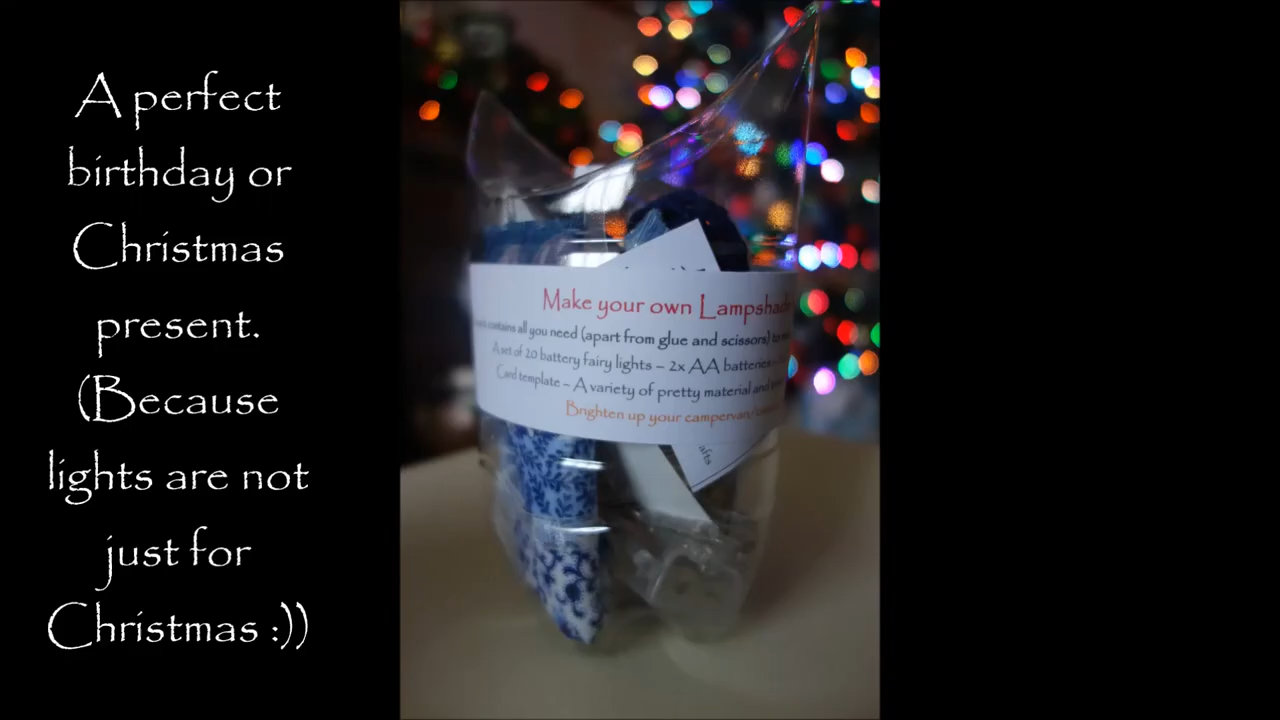 A perfect
birthday or
Christmas
present.
(Because
lights are not
just for
Christmas :))
Make your own Lampshade
contains all you need (apart from glue and scissors) to
A set of 20 battery fairy lights – 2x AA batteries
Card template – A variety of pretty material and
Brighten up your campervan/
afts